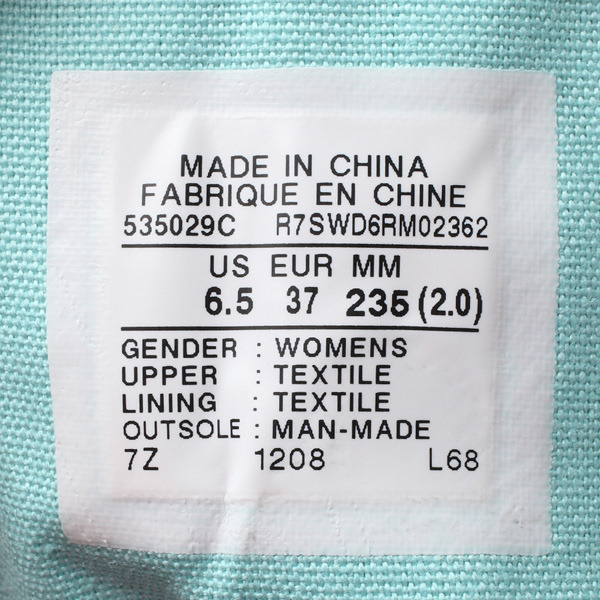 MADE IN CHINA
FABRIQUE EN CHINE
535029C R7SWD6RM02362
US EUR MM
6.5 37 235 (2.0)
GENDER : WOMENS
UPPER : TEXTILE
LINING : TEXTILE
OUTSOLE : MAN-MADE
7Z 1208 L68